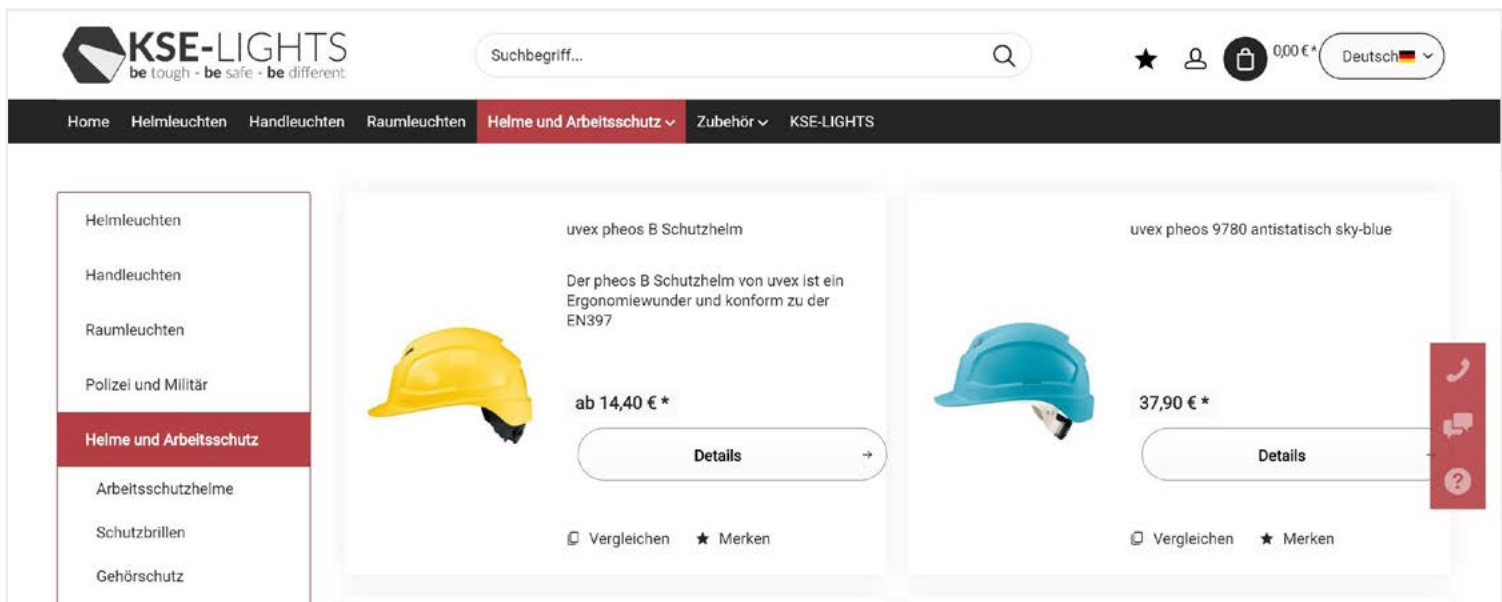 KSE-LIGHTS
be tough - be safe - be different
Suchbegriff...
0,00 € *
Deutsch
Home Helmleuchten Handleuchten Raumleuchten Helme und Arbeitsschutz Zubehör KSE-LIGHTS
Helmleuchten
Handleuchten
Raumleuchten
Polizei und Militär
Helme und Arbeitsschutz
Arbeitsschutzhelme
Schutzbrillen
Gehörschutz
uvex pheos B Schutzhelm
Der pheos B Schutzhelm von uvex ist ein
Ergonomiewunder und konform zu der
EN397
ab 14,40 € *
Details
Vergleichen Merken
uvex pheos 9780 antistatisch sky-blue
37,90 € *
Details
Vergleichen Merken